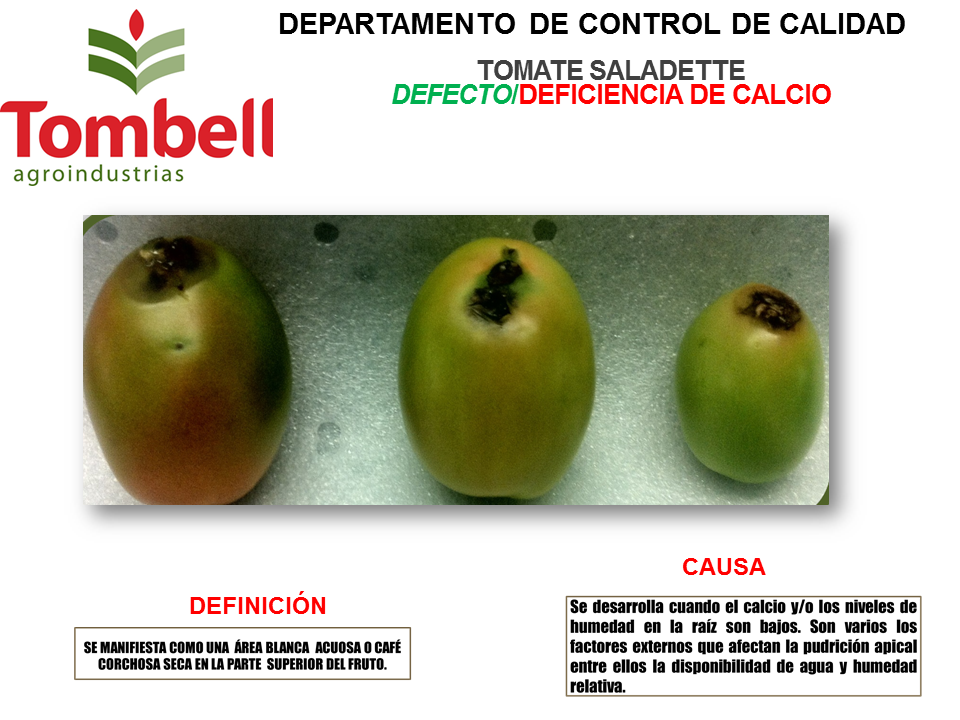 DEPARTAMENTO DE CONTROL DE CALIDAD
TOMATE SALADETTE
DEFECTO/DEFICIENCIA DE CALCIO
Tombell
agroindustrias
CAUSA
Se desarrolla cuando el calcio y/o los niveles de
humedad en la raíz son bajos. Son varios los
factores externos que afectan la pudrición apical
entre ellos la disponibilidad de agua y humedad
relativa.
DEFINICIÓN
SE MANIFIESTA COMO UNA ÁREA BLANCA ACUOSA O CAFÉ
CORCHOSA SECA EN LA PARTE SUPERIOR DEL FRUTO.